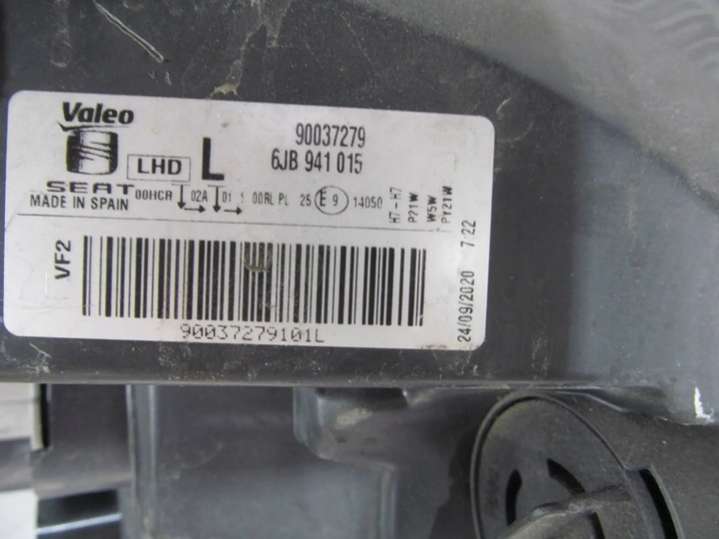 Valeo
90037279
LHD L 6JB 941 015
SEAT
00HCR 02A 01 00RL PL 25 E 9 14050
MADE IN SPAIN
H7-H7
P21W
W5W
PY21W
VF2
24/09/2020 7:22
90037279101L